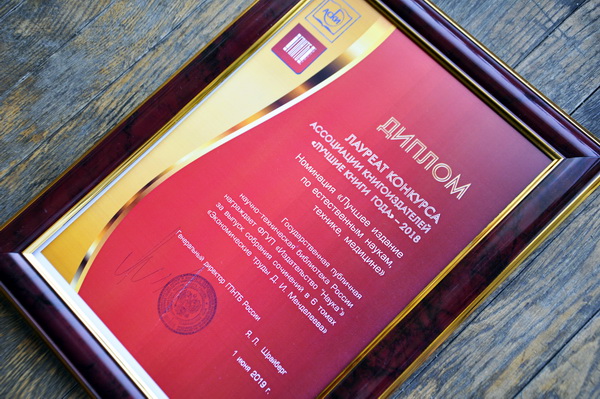 АСКИ
ДИПЛОМ
ЛАУРЕАТ КОНКУРСА
АССОЦИАЦИИ КНИГОИЗДАТЕЛЕЙ
«ЛУЧШИЕ КНИГИ ГОДА» – 2018
Номинация «Лучшее издание
по естественным наукам,
технике, медицине»
Государственная публичная
научно-техническая библиотека России
награждает ФГУП «Издательство "Наука"»
за выпуск собрания сочинений в 6 томах
«Экономические труды Д. И. Менделеева»
Генеральный директор ГПНТБ России
Я. Л. Шрайберг
1 июня 2019 г.